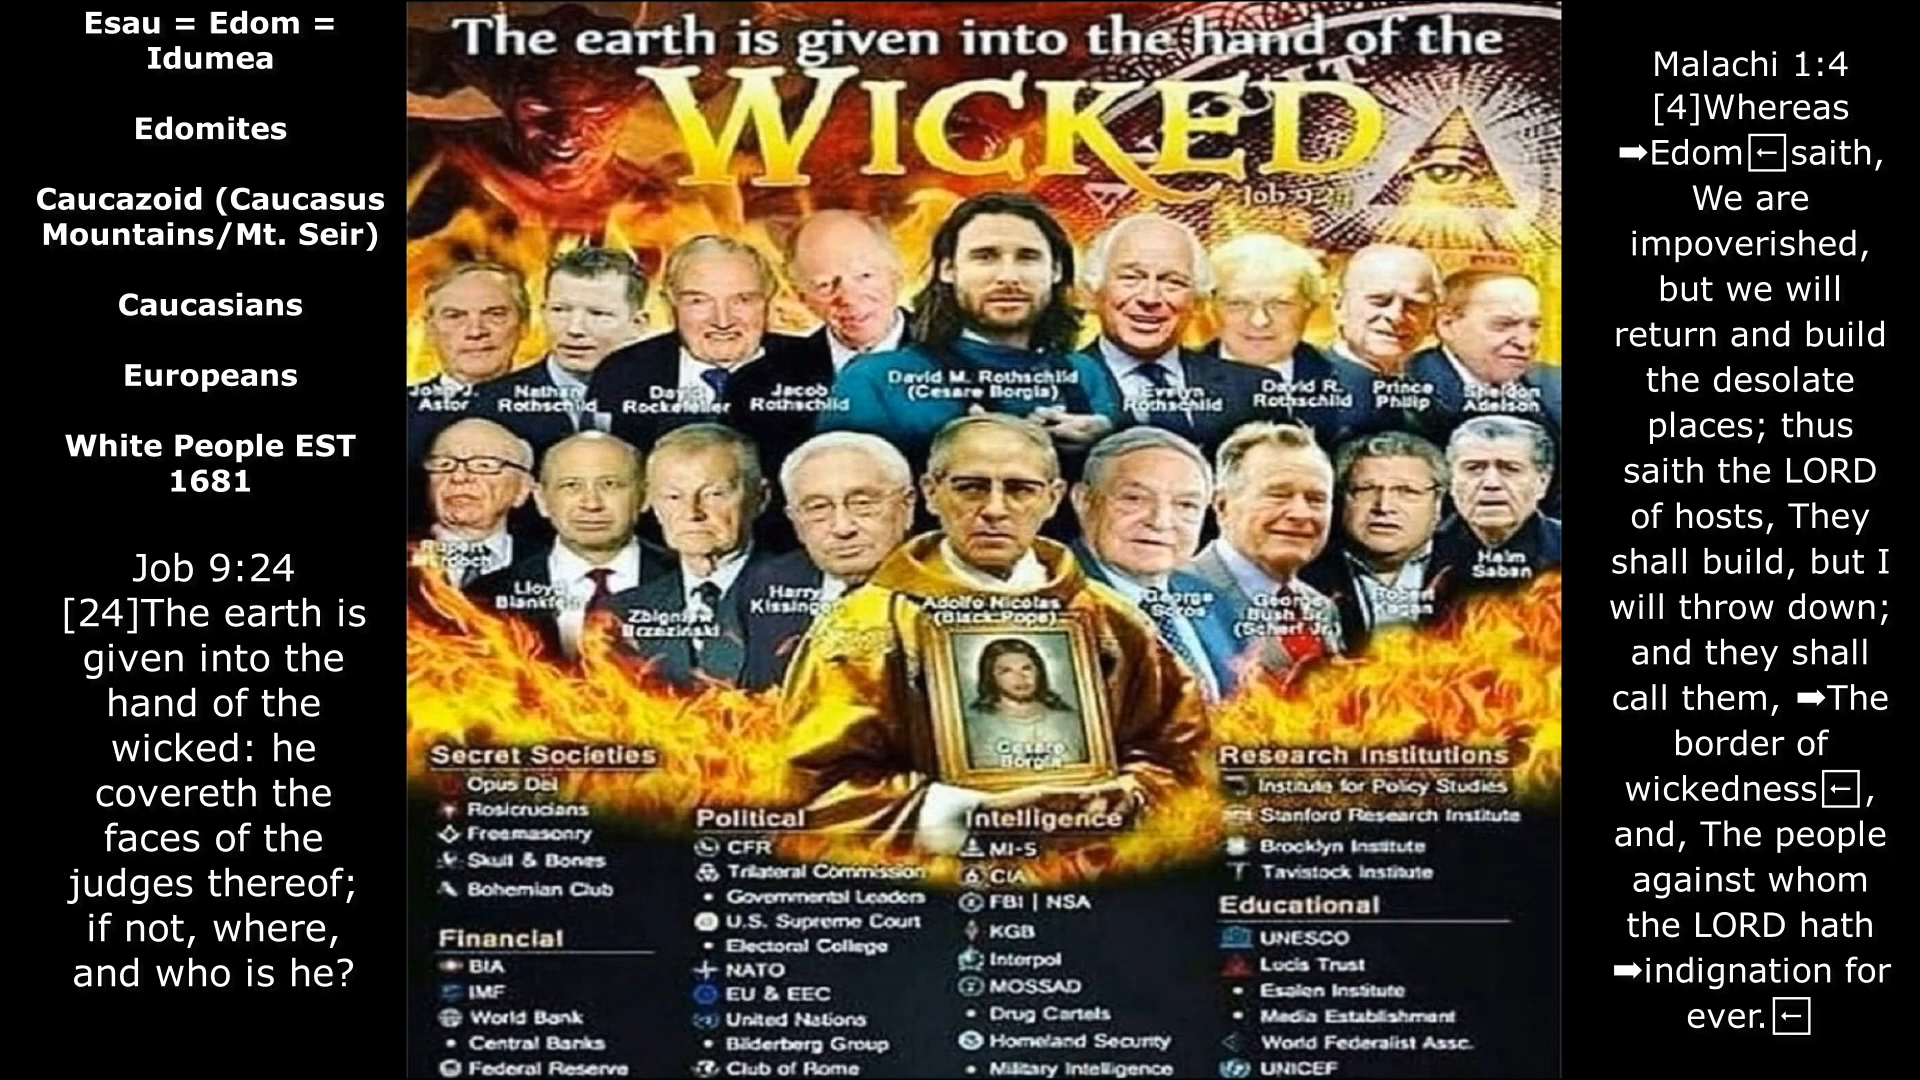 Esau = Edom =
Idumea
Edomites
Caucazoid (Caucasus
Mountains/Mt. Seir)
Caucasians
Europeans
White People EST
1681
Job 9:24
[24]The earth is
given into the
hand of the
wicked: he
covereth the
faces of the
judges thereof;
if not, where,
and who is he?
The earth is given into the hand of the
WICKED
Job 9:24
John J.
Astor
Nathan
Rothschild
David
Rockefeller
Jacob
Rothschild
David M. Rothschild
(Cesare Borgia)
Evelyn
Rothschild
David R.
Rothschild
Prince
Philip
Sheldon
Adelson
Rupert
Murdoch
Lloyd
Blankfein
Zbigniew
Brzezinski
Harry
Kissinger
Adolfo Nicolas
(Black Pope)
George
Soros
George
Bush Sr.
(Scherf Jr.)
Robert
Kagan
Haim
Saban
Cesare
Borgia
Secret Societies
Opus Dei
Rosicrucians
Freemasonry
Skull & Bones
Bohemian Club
Financial
BIA
IMF
World Bank
Central Banks
Federal Reserve
Political
CFR
Trilateral Commission
Governmental Leaders
U.S. Supreme Court
Electoral College
NATO
EU & EEC
United Nations
Bilderberg Group
Club of Rome
Intelligence
MI-5
CIA
FBI | NSA
KGB
Interpol
MOSSAD
Drug Cartels
Homeland Security
Military Intelligence
Research Institutions
Institute for Policy Studies
Stanford Research Institute
Brooklyn Institute
Tavistock Institute
Educational
UNESCO
Lucis Trust
Esalen Institute
Media Establishment
World Federalist Assc.
UNICEF
Malachi 1:4
[4]Whereas
➡Edom⬅saith,
We are
impoverished,
but we will
return and build
the desolate
places; thus
saith the LORD
of hosts, They
shall build, but I
will throw down;
and they shall
call them, ➡The
border of
wickedness⬅,
and, The people
against whom
the LORD hath
➡indignation for
ever.⬅